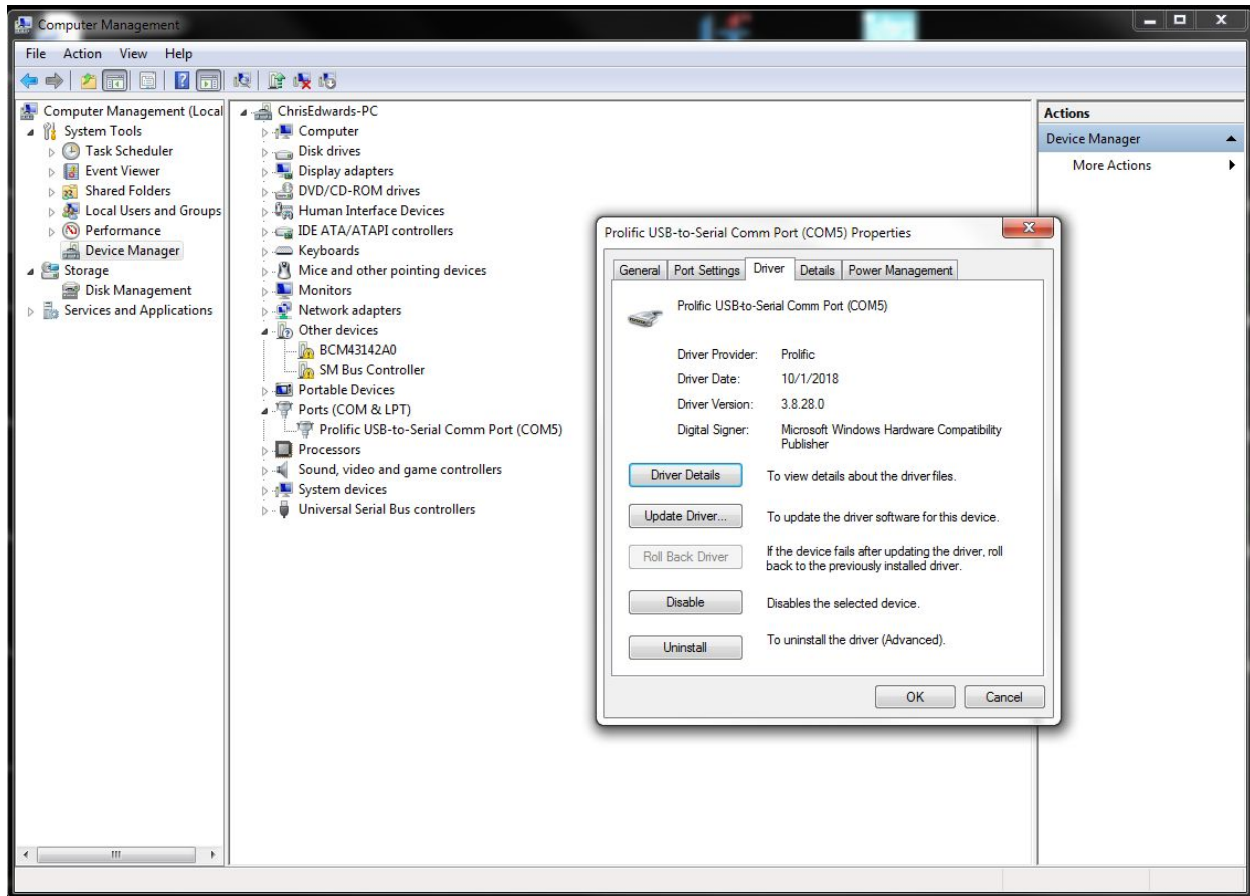 Computer Management
File Action View Help
Computer Management (Local
System Tools
Task Scheduler
Event Viewer
Shared Folders
Local Users and Groups
Performance
Device Manager
Storage
Disk Management
Services and Applications
ChrisEdwards-PC
Computer
Disk drives
Display adapters
DVD/CD-ROM drives
Human Interface Devices
IDE ATA/ATAPI controllers
Keyboards
Mice and other pointing devices
Monitors
Network adapters
Other devices
BCM43142A0
SM Bus Controller
Portable Devices
Ports (COM & LPT)
Prolific USB-to-Serial Comm Port (COM5)
Processors
Sound, video and game controllers
System devices
Universal Serial Bus controllers
Actions
Device Manager
More Actions
Prolific USB-to-Serial Comm Port (COM5) Properties
General Port Settings Driver Details Power Management
Prolific USB-to-Serial Comm Port (COM5)
Driver Provider: Prolific
Driver Date: 10/1/2018
Driver Version: 3.8.28.0
Digital Signer: Microsoft Windows Hardware Compatibility
Publisher
Driver Details To view details about the driver files.
Update Driver... To update the driver software for this device.
Roll Back Driver If the device fails after updating the driver, roll
back to the previously installed driver.
Disable Disables the selected device.
Uninstall To uninstall the driver (Advanced).
OK Cancel